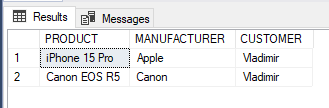 Results Messages
PRODUCT MANUFACTURER CUSTOMER
1 iPhone 15 Pro Apple Vladimir
2 Canon EOS R5 Canon Vladimir